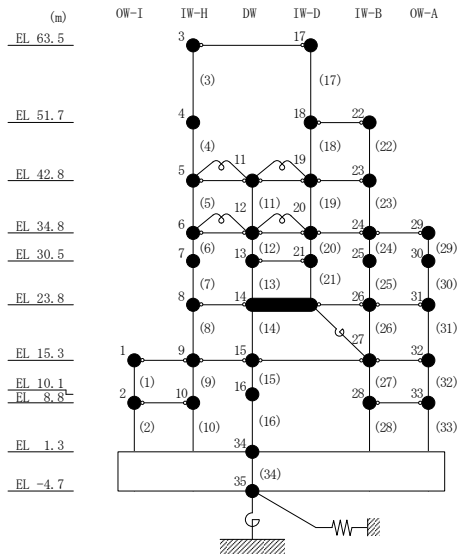 (m) OW-I IW-H DW IW-D IW-B OW-A
EL 63.5 3 17
(3) (17)
EL 51.7 4 18 22
(4) (18) (22)
11 19
EL 42.8 5 23
(5) (11) (19) (23)
12 20
EL 34.8 6 24 29
(6) (12) (20) (24) (29)
EL 30.5 7 13 21 25 30
(7) (13) (21) (25) (30)
EL 23.8 8 14 26 31
(8) (14) (26) (31)
27
EL 15.3 1 9 15 32
(1) (9) (15) (27) (32)
EL 10.1 16
EL 8.8 2 10 28 33
(2) (10) (16) (28) (33)
EL 1.3 34
(34)
EL -4.7 35